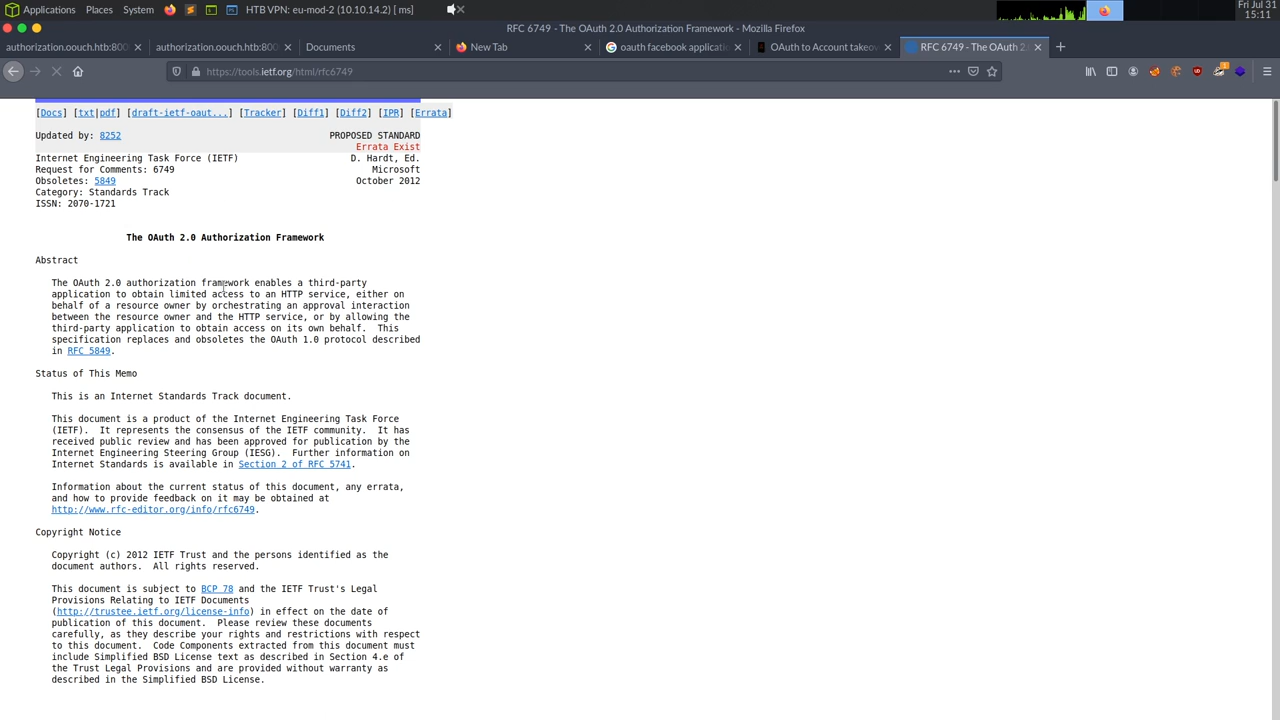 Applications Places System HTB VPN: eu-mod-2 (10.10.14.2) [ ms]
Fri Jul 31
15:11
RFC 6749 - The OAuth 2.0 Authorization Framework - Mozilla Firefox
authorization.oouch.htb:800 × authorization.oouch.htb:800 × Documents × New Tab × oauth facebook applicati × OAuth to Account takeov × RFC 6749 - The OAuth 2. × +
https://tools.ietf.org/html/rfc6749
[Docs] [txt|pdf] [draft-ietf-oaut...] [Tracker] [Diff1] [Diff2] [IPR] [Errata]
Updated by: 8252 PROPOSED STANDARD
Errata Exist
Internet Engineering Task Force (IETF) D. Hardt, Ed.
Request for Comments: 6749 Microsoft
Obsoletes: 5849 October 2012
Category: Standards Track
ISSN: 2070-1721
The OAuth 2.0 Authorization Framework
Abstract
The OAuth 2.0 authorization framework enables a third-party
application to obtain limited access to an HTTP service, either on
behalf of a resource owner by orchestrating an approval interaction
between the resource owner and the HTTP service, or by allowing the
third-party application to obtain access on its own behalf. This
specification replaces and obsoletes the OAuth 1.0 protocol described
in RFC 5849.
Status of This Memo
This is an Internet Standards Track document.
This document is a product of the Internet Engineering Task Force
(IETF). It represents the consensus of the IETF community. It has
received public review and has been approved for publication by the
Internet Engineering Steering Group (IESG). Further information on
Internet Standards is available in Section 2 of RFC 5741.
Information about the current status of this document, any errata,
and how to provide feedback on it may be obtained at
http://www.rfc-editor.org/info/rfc6749.
Copyright Notice
Copyright (c) 2012 IETF Trust and the persons identified as the
document authors. All rights reserved.
This document is subject to BCP 78 and the IETF Trust's Legal
Provisions Relating to IETF Documents
(http://trustee.ietf.org/license-info) in effect on the date of
publication of this document. Please review these documents
carefully, as they describe your rights and restrictions with respect
to this document. Code Components extracted from this document must
include Simplified BSD License text as described in Section 4.e of
the Trust Legal Provisions and are provided without warranty as
described in the Simplified BSD License.